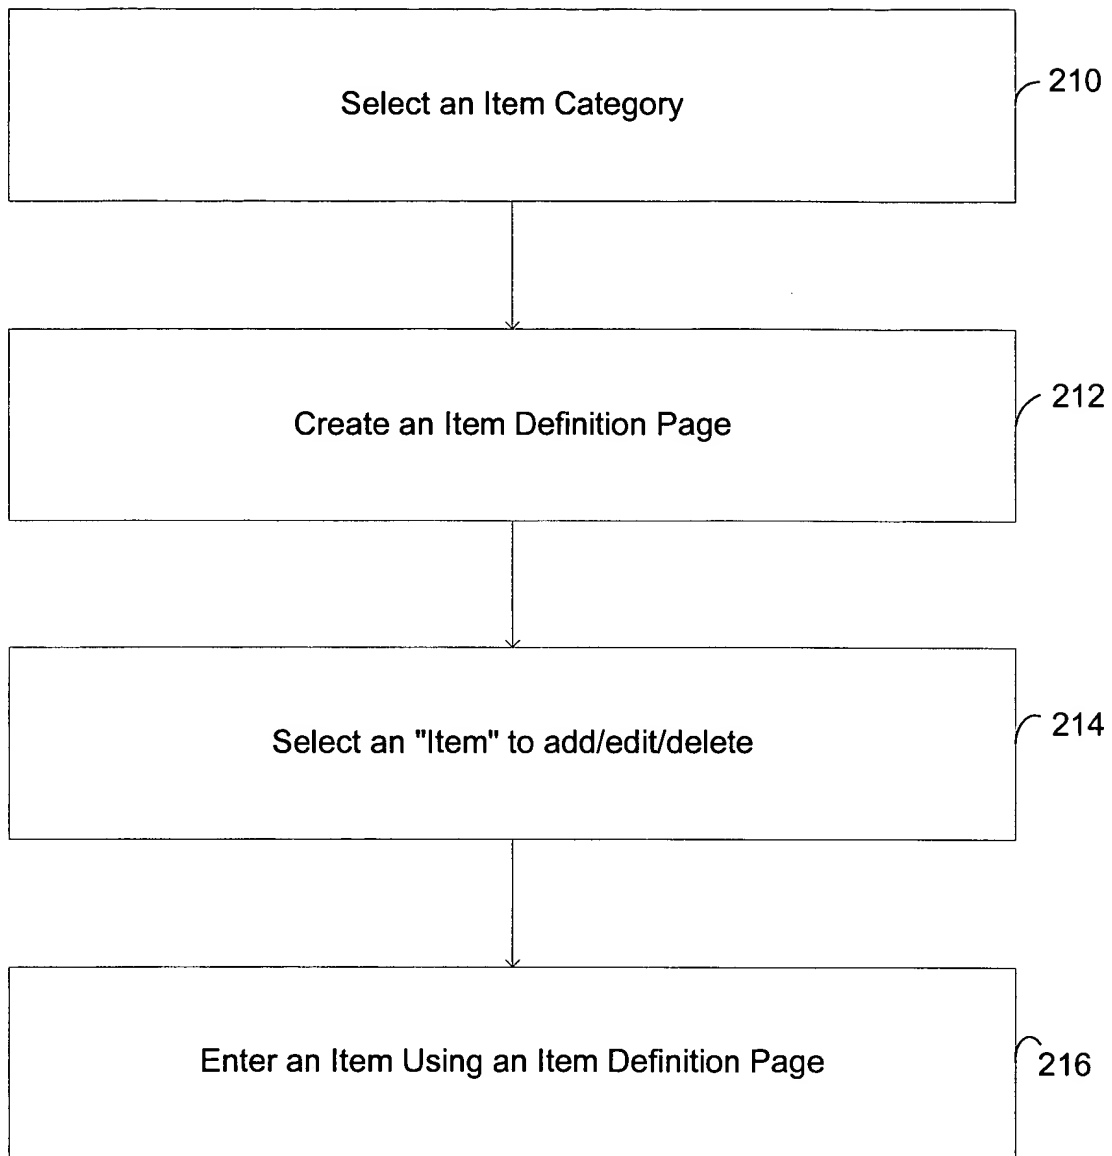 Select an Item Category
210
Create an Item Definition Page
212
Select an "Item" to add/edit/delete
214
Enter an Item Using an Item Definition Page
216